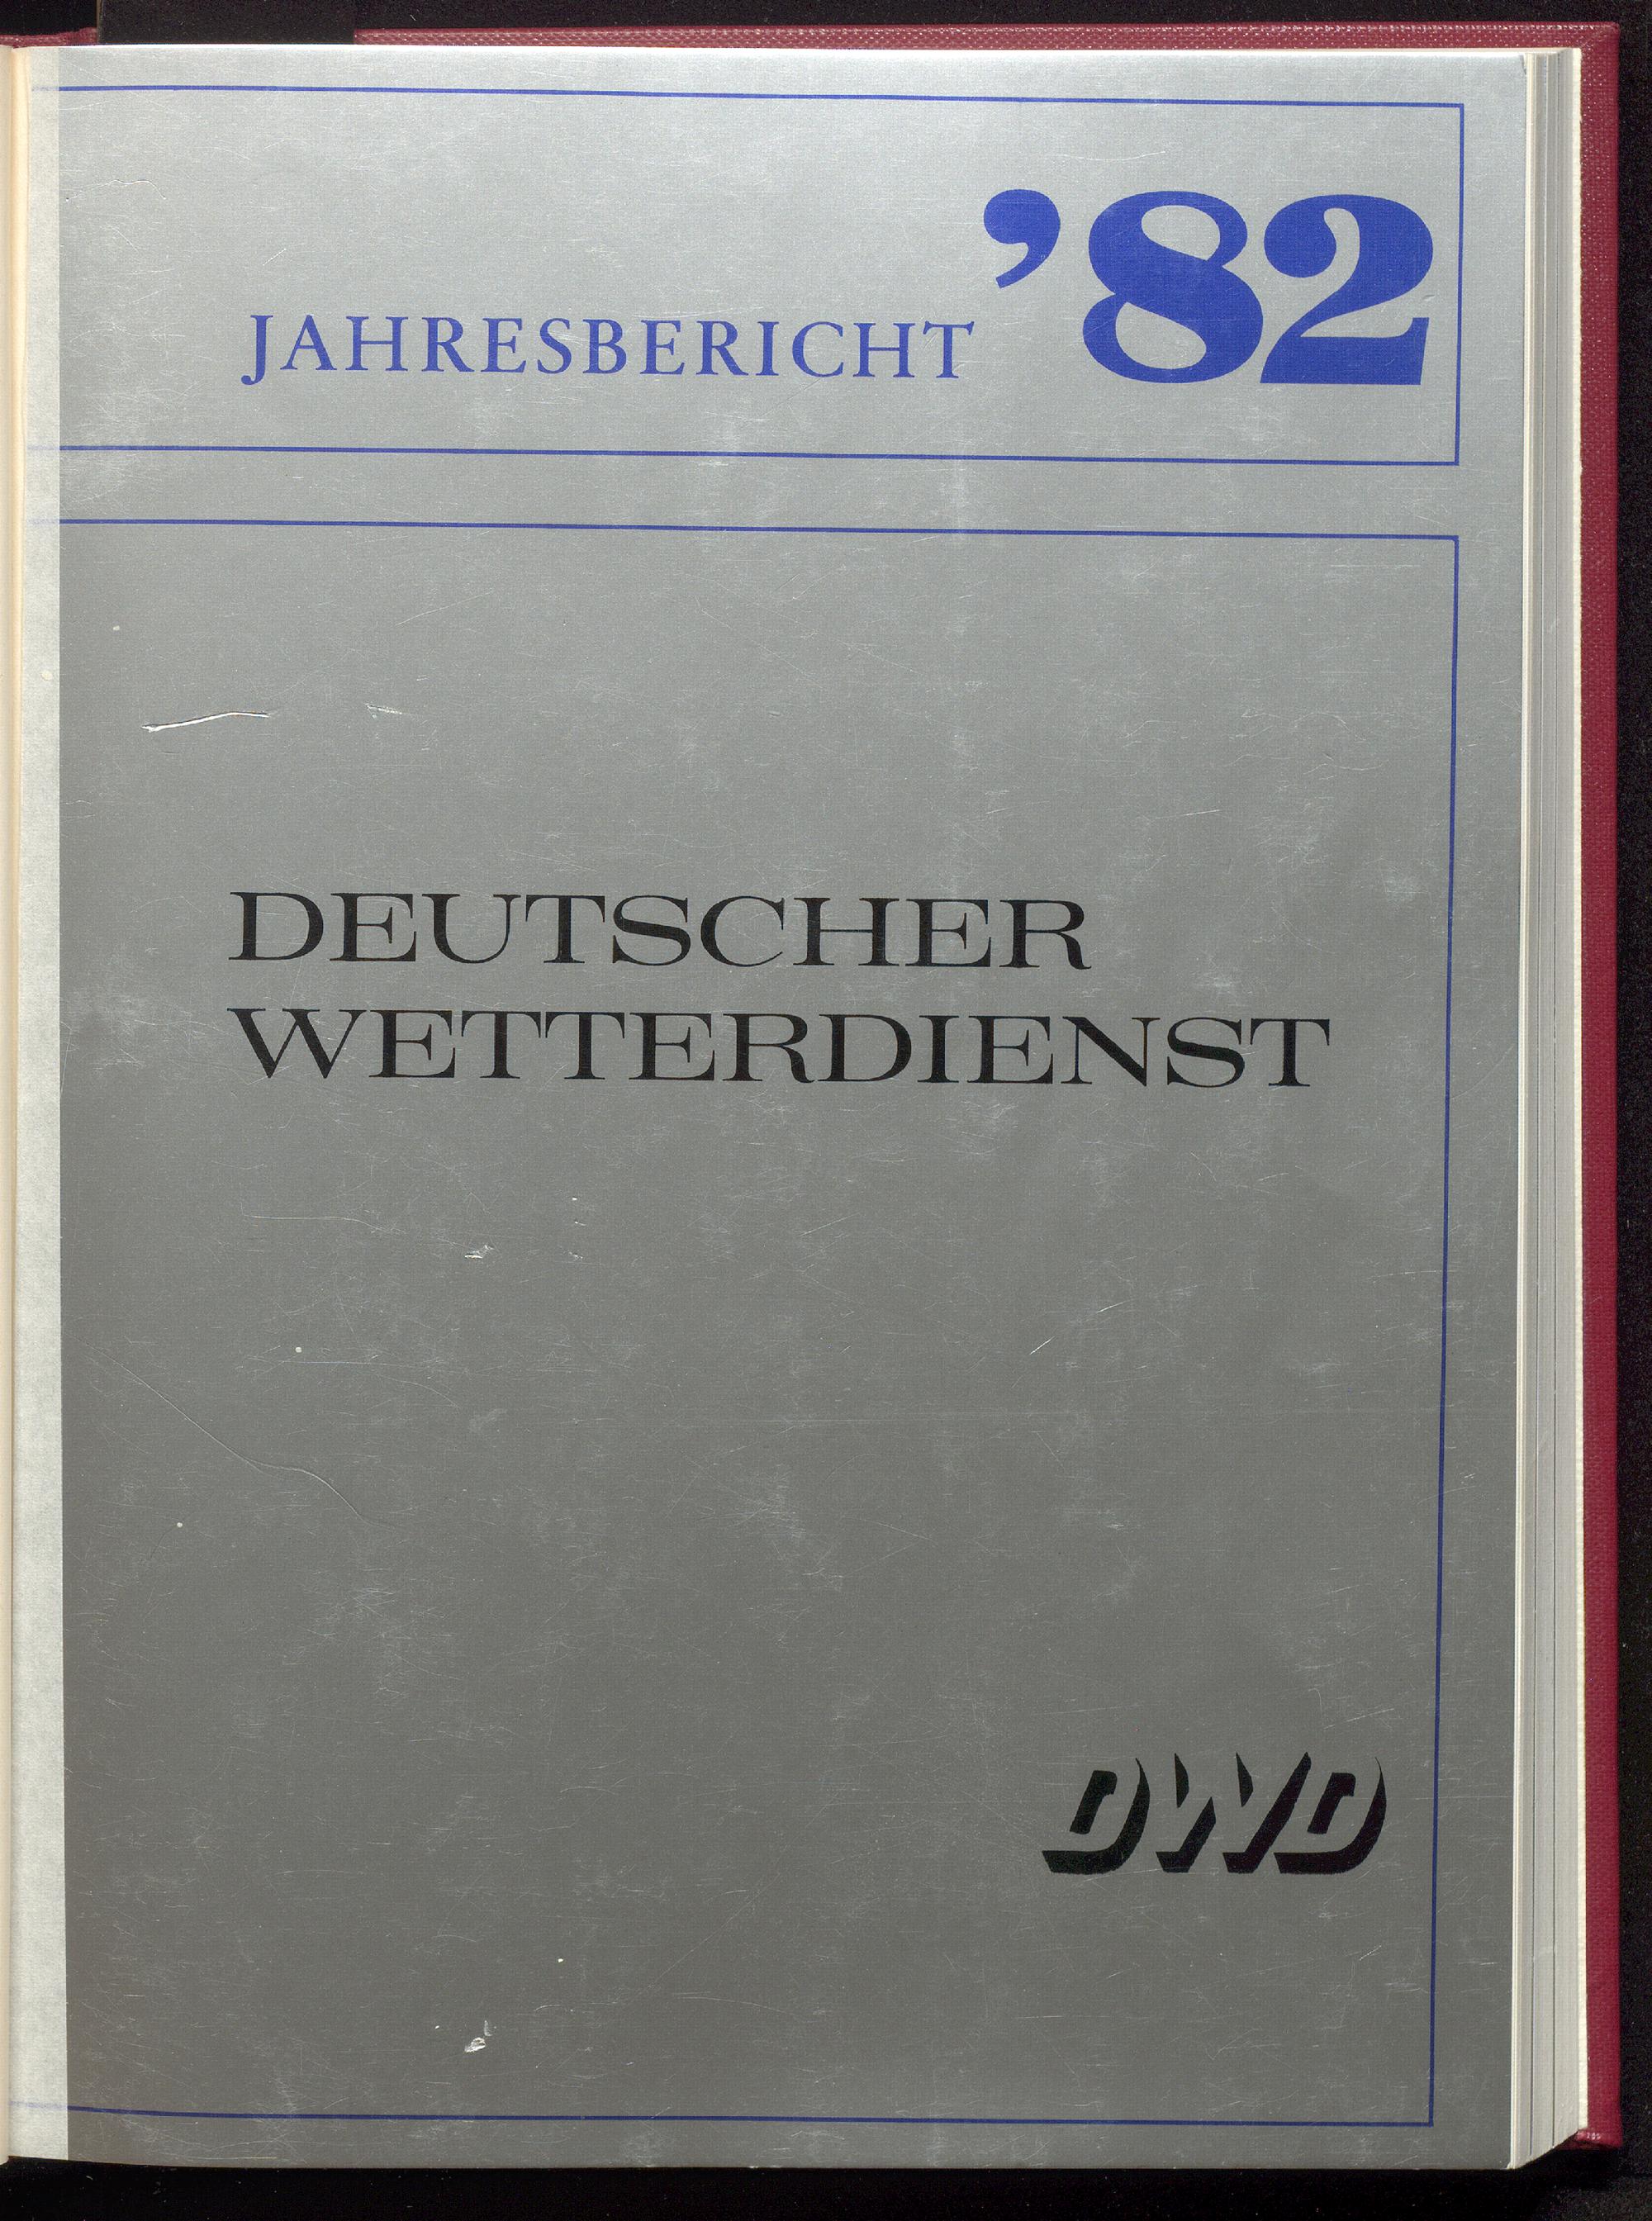 JAHRESBERICHT ’82
DEUTSCHER
WETTERDIENST
DWD